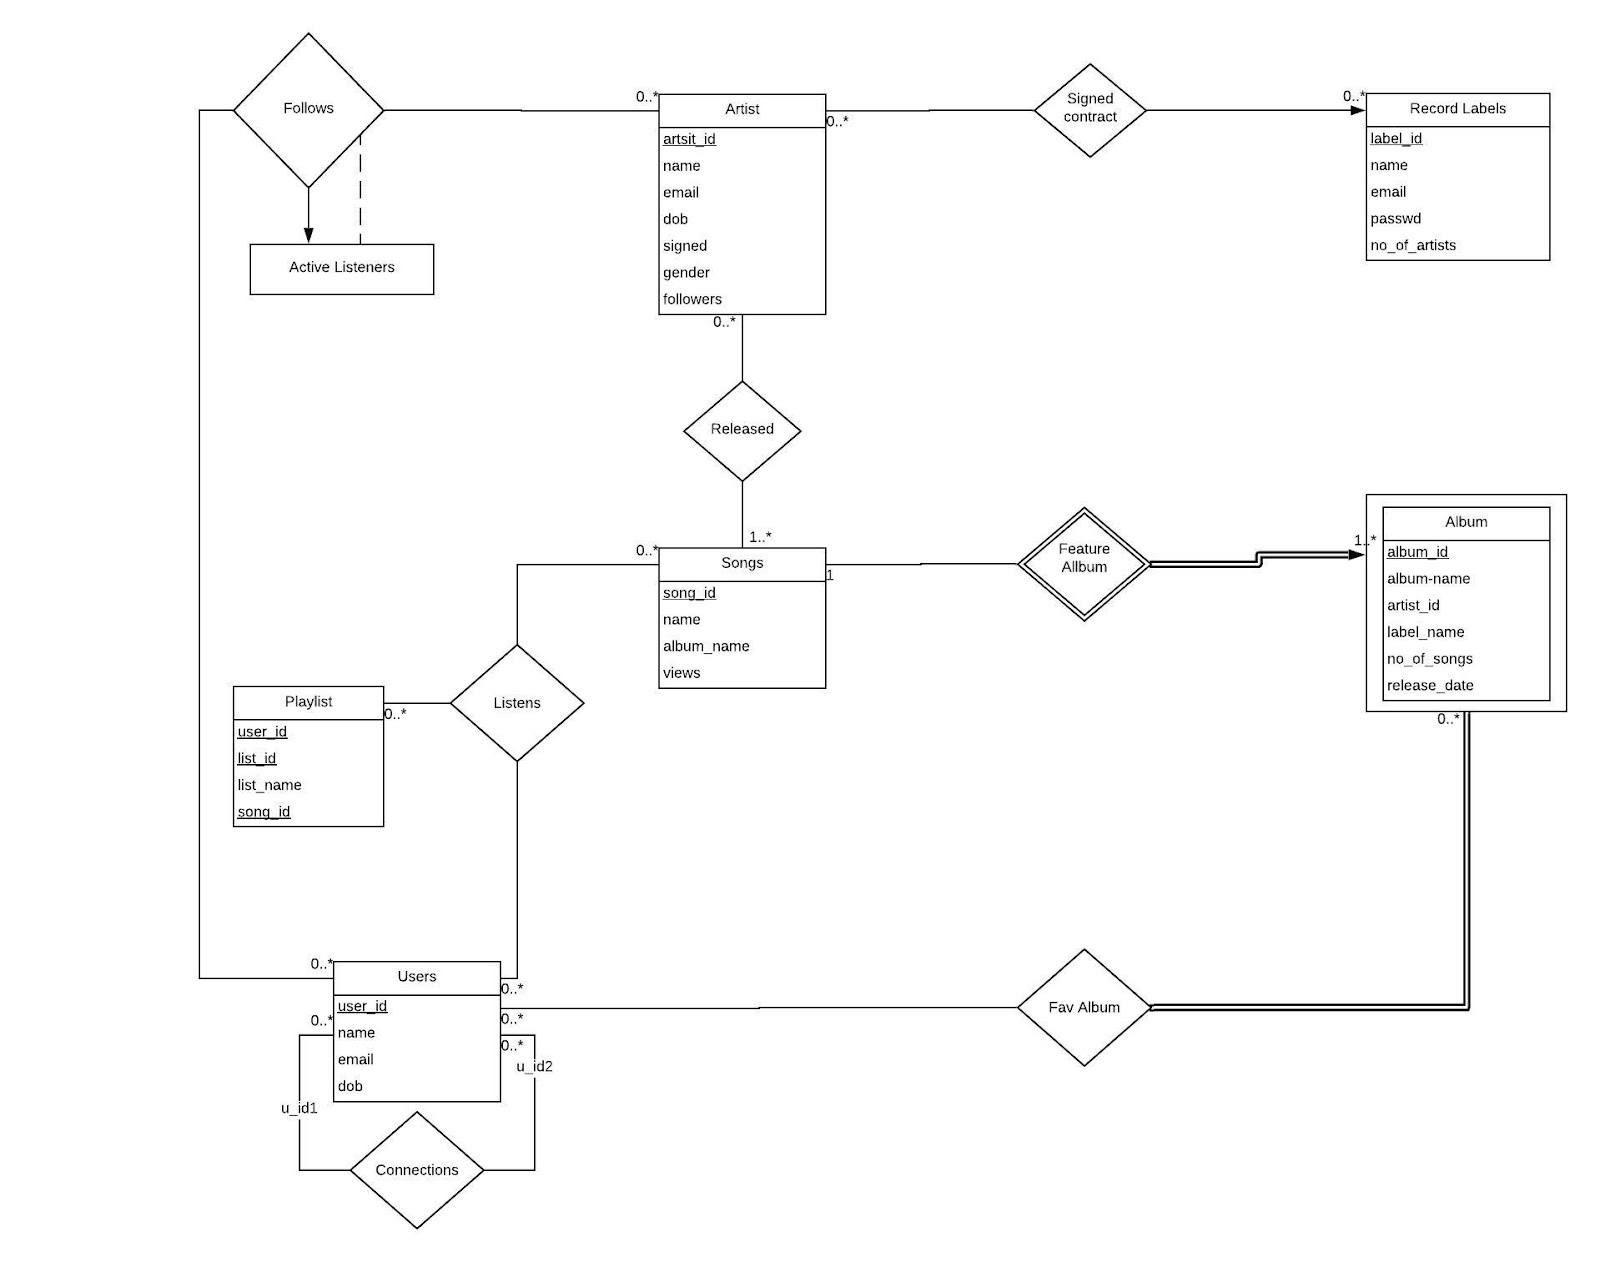 Follows
0..*
Artist
artsit_id
name
email
dob
signed
gender
followers
0..*
Signed
contract
0..*
Record Labels
label_id
name
email
passwd
no_of_artists
Active Listeners
0..*
Released
1..*
0..*
Songs
song_id
name
album_name
views
1
Feature
Allbum
1..*
Album
album_id
album-name
artist_id
label_name
no_of_songs
release_date
0..*
Playlist
user_id
list_id
list_name
song_id
0..*
Listens
0..*
Users
user_id
name
email
dob
0..*
0..*
0..*
0..*
u_id2
u_id1
Fav Album
Connections